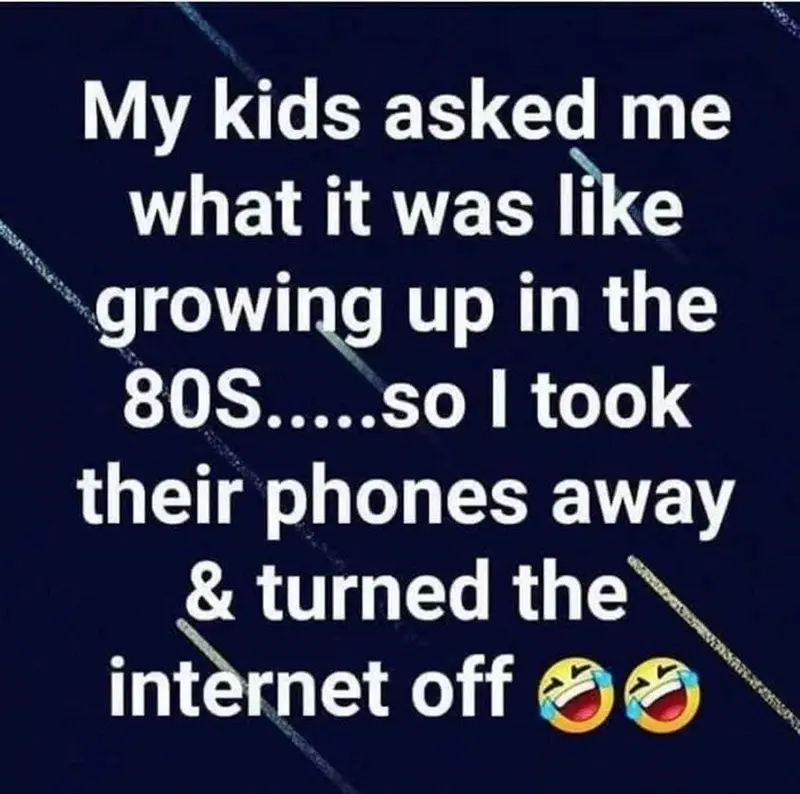 My kids asked me
what it was like
growing up in the
80S.....so I took
their phones away
& turned the
internet off 🤣🤣